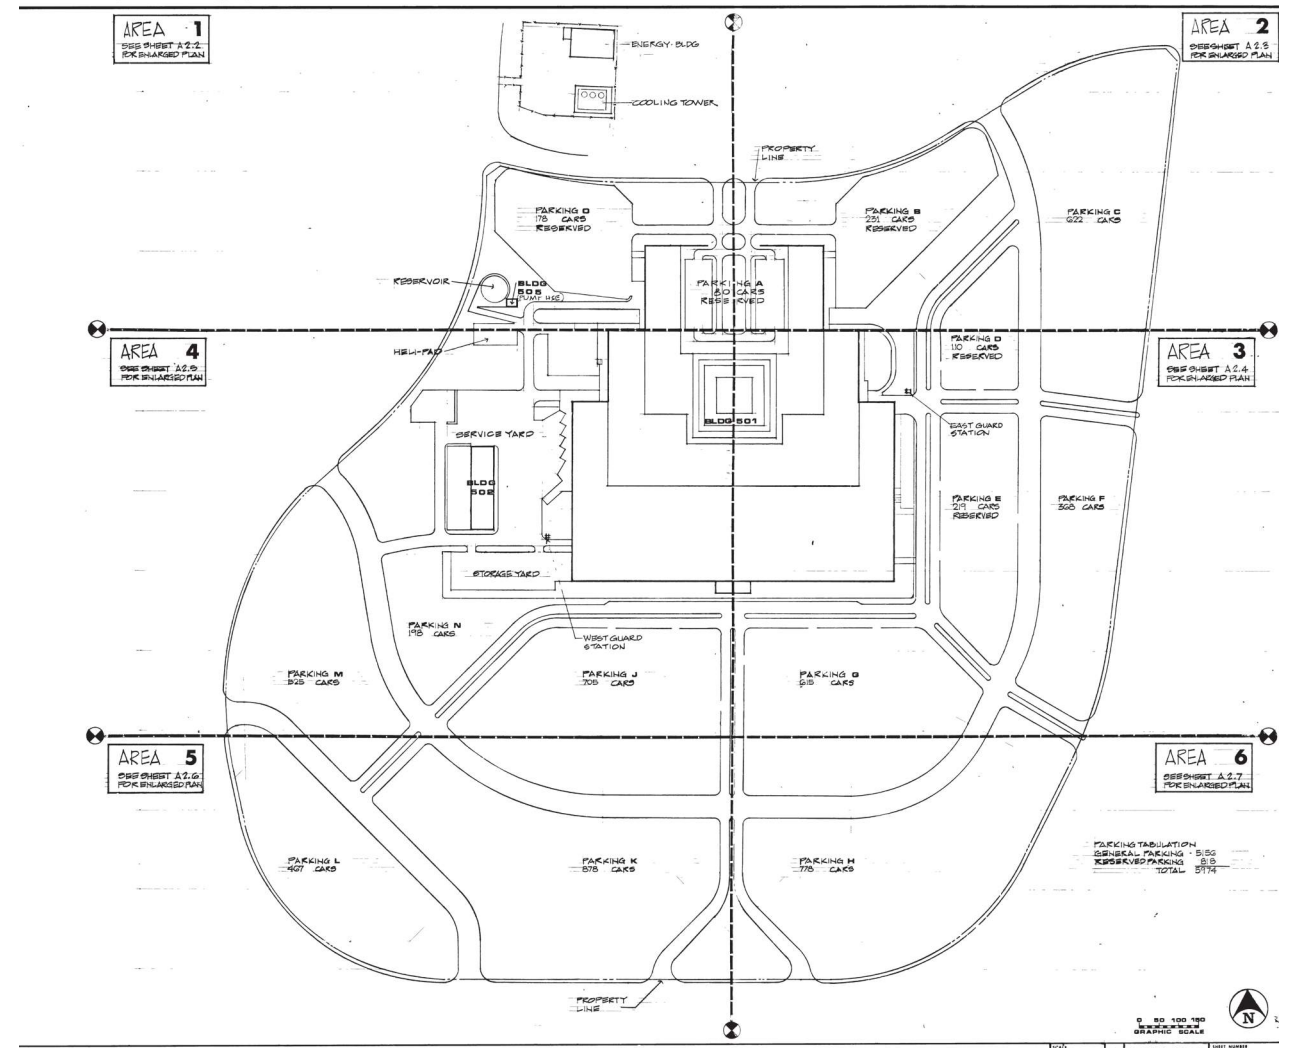 AREA 1
SEE SHEET A2.2
FOR ENLARGED PLAN
AREA 2
SEE SHEET A2.3
FOR ENLARGED PLAN
ENERGY BLDG
COOLING TOWER
PROPERTY
LINE
PARKING O
178 CARS
RESERVED
PARKING B
231 CARS
RESERVED
PARKING C
622 CARS
RESERVOIR
BLDG
505
(PUMP HSE)
PARKING A
80 CARS
RESERVED
HELI-PAD
AREA 4
SEE SHEET A2.5
FOR ENLARGED PLAN
PARKING D
110 CARS
RESERVED
AREA 3
SEE SHEET A2.4
FOR ENLARGED PLAN
BLDG 501
EAST GUARD
STATION
SERVICE YARD
BLDG
502
PARKING E
219 CARS
RESERVED
PARKING F
368 CARS
STORAGE YARD
PARKING N
198 CARS
WEST GUARD
STATION
PARKING M
525 CARS
PARKING J
705 CARS
PARKING G
615 CARS
AREA 5
SEE SHEET A2.6
FOR ENLARGED PLAN
AREA 6
SEE SHEET A2.7
FOR ENLARGED PLAN
PARKING L
467 CARS
PARKING K
878 CARS
PARKING H
778 CARS
PARKING TABULATION
GENERAL PARKING - 5156
RESERVED PARKING 818
TOTAL 5974
PROPERTY
LINE
0 50 100 150
GRAPHIC SCALE
N
SCALE
SHEET NUMBER